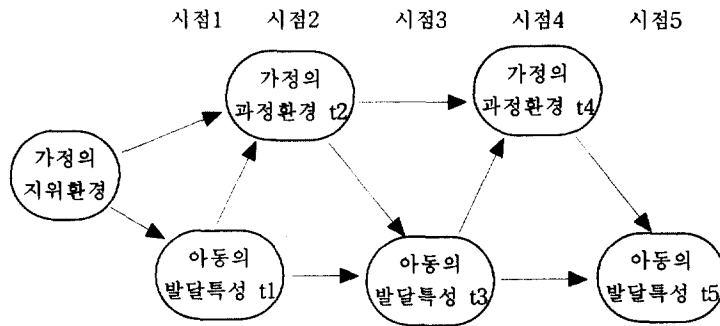 시점1 시점2 시점3 시점4 시점5
가정의
과정환경 t2
가정의
과정환경 t4
가정의
지위환경
아동의
발달특성 t1
아동의
발달특성 t3
아동의
발달특성 t5